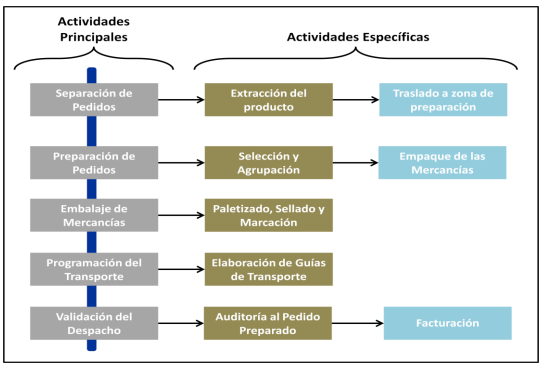 Actividades
Principales
Actividades Específicas
Separación de
Pedidos
Extracción del
producto
Traslado a zona de
preparación
Preparación de
Pedidos
Selección y
Agrupación
Empaque de las
Mercancías
Embalaje de
Mercancías
Paletizado, Sellado y
Marcación
Programación del
Transporte
Elaboración de Guías
de Transporte
Validación del
Despacho
Auditoría al Pedido
Preparado
Facturación